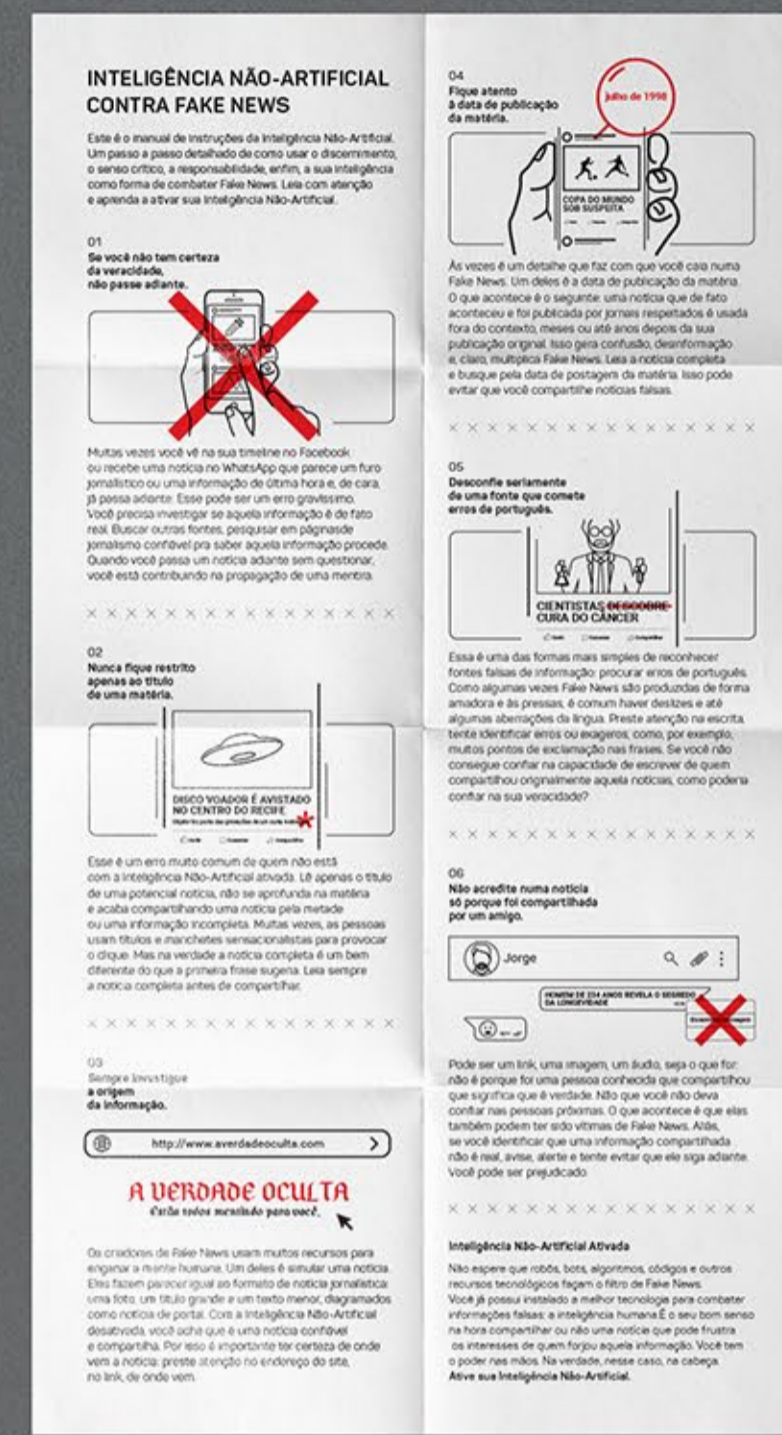 INTELIGÊNCIA NÃO-ARTIFICIAL
CONTRA FAKE NEWS
Este é o manual de instruções da Inteligência Não-Artificial.
Um passo a passo detalhado de como usar o discernimento,
o senso crítico, a responsabilidade, enfim, a sua inteligência
como forma de combater Fake News. Leia com atenção
e aprenda a ativar sua Inteligência Não-Artificial.
01
Se você não tem certeza
da veracidade,
não passe adiante.
Muitas vezes você vê na sua timeline no Facebook
ou recebe uma notícia no WhatsApp que parece um furo
jornalístico ou uma informação de última hora e, de cara,
já passa adiante. Esse pode ser um erro gravíssimo.
Você precisa investigar se aquela informação é de fato
real. Buscar outras fontes, pesquisar em páginasde
jornalismo confiável pra saber aquela informação procede.
Quando você passa um notícia adiante sem questionar,
você está contribuindo na propagação de uma mentira.
02
Nunca fique restrito
apenas ao título
de uma matéria.
DISCO VOADOR É AVISTADO
NO CENTRO DO RECIFE
*
Esse é um erro muito comum de quem não está
com a Inteligência Não-Artificial ativada. Lê apenas o título
de uma potencial notícia, não se aprofunda na matéria
e acaba compartilhando uma notícia pela metade
ou uma informação incompleta. Muitas vezes, as pessoas
usam títulos e manchetes sensacionalistas para provocar
o clique. Mas na verdade a notícia completa é um bem
diferente do que a primeira frase sugeria. Leia sempre
a notícia completa antes de compartilhar.
03
Sempre investigue
a origem
da informação.
http://www.averdadeoculta.com
A VERDADE OCULTA
Estão todos mentindo para você.
Os criadores de Fake News usam muitos recursos para
enganar a mente humana. Um deles é simular uma notícia.
Eles fazem parecer igual ao formato de notícia jornalística:
uma foto, um título grande e um texto menor, diagramados
como notícia de portal. Com a Inteligência Não-Artificial
desativada, você acha que é uma notícia confiável
e compartilha. Por isso é importante ter certeza de onde
vem a notícia: preste atenção no endereço do site,
no link, de onde vem.
04
Fique atento
à data de publicação
da matéria.
julho de 1998
COPA DO MUNDO
SOB SUSPEITA
Às vezes é um detalhe que faz com que você caia numa
Fake News. Um deles é a data de publicação da matéria.
O que acontece é o seguinte: uma notícia que de fato
aconteceu e foi publicada por jornais respeitados é usada
fora do contexto, meses ou até anos depois da sua
publicação original. Isso gera confusão, desinformação
e, claro, multiplica Fake News. Leia a notícia completa
e busque pela data de postagem da matéria. Isso pode
evitar que você compartilhe notícias falsas.
05
Desconfie seriamente
de uma fonte que comete
erros de português.
CIENTISTAS DESCOBRE
CURA DO CÂNCER
Essa é uma das formas mais simples de reconhecer
fontes falsas de informação: procurar erros de português.
Como algumas vezes Fake News são produzidas de forma
amadora e às pressas, é comum haver deslizes e até
algumas aberrações da língua. Preste atenção na escrita,
tente identificar erros ou exageros, como, por exemplo,
muitos pontos de exclamação nas frases. Se você não
consegue confiar na capacidade de escrever de quem
compartilhou originalmente aquela notícias, como poderia
confiar na sua veracidade?
06
Não acredite numa notícia
só porque foi compartilhada
por um amigo.
Jorge
HOMEM DE 234 ANOS REVELA O SEGREDO
DA LONGEVIDADE
Pode ser um link, uma imagem, um áudio, seja o que for:
não é porque foi uma pessoa conhecida que compartilhou
que significa que é verdade. Não que você não deva
confiar nas pessoas próximas. O que acontece é que elas
também podem ter sido vítimas de Fake News. Aliás,
se você identificar que uma informação compartilhada
não é real, avise, alerte e tente evitar que ele siga adiante.
Você pode ser prejudicado.
Inteligência Não-Artificial Ativada
Não espere que robôs, bots, algoritmos, códigos e outros
recursos tecnológicos façam o filtro de Fake News.
Você já possui instalado a melhor tecnologia para combater
informações falsas: a inteligência humana.É o seu bom senso
na hora compartilhar ou não uma notícia que pode frustra
os interesses de quem forjou aquela informação. Você tem
o poder nas mãos. Na verdade, nesse caso, na cabeça.
Ative sua Inteligência Não-Artificial.